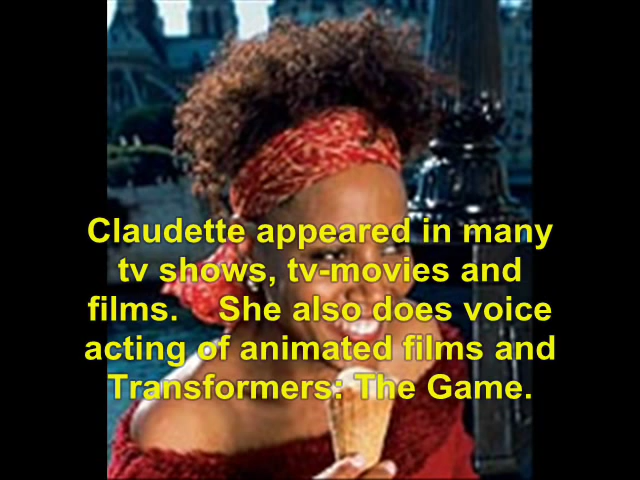 Claudette appeared in many
tv shows, tv-movies and
films.    She also does voice
acting of animated films and
Transformers: The Game.